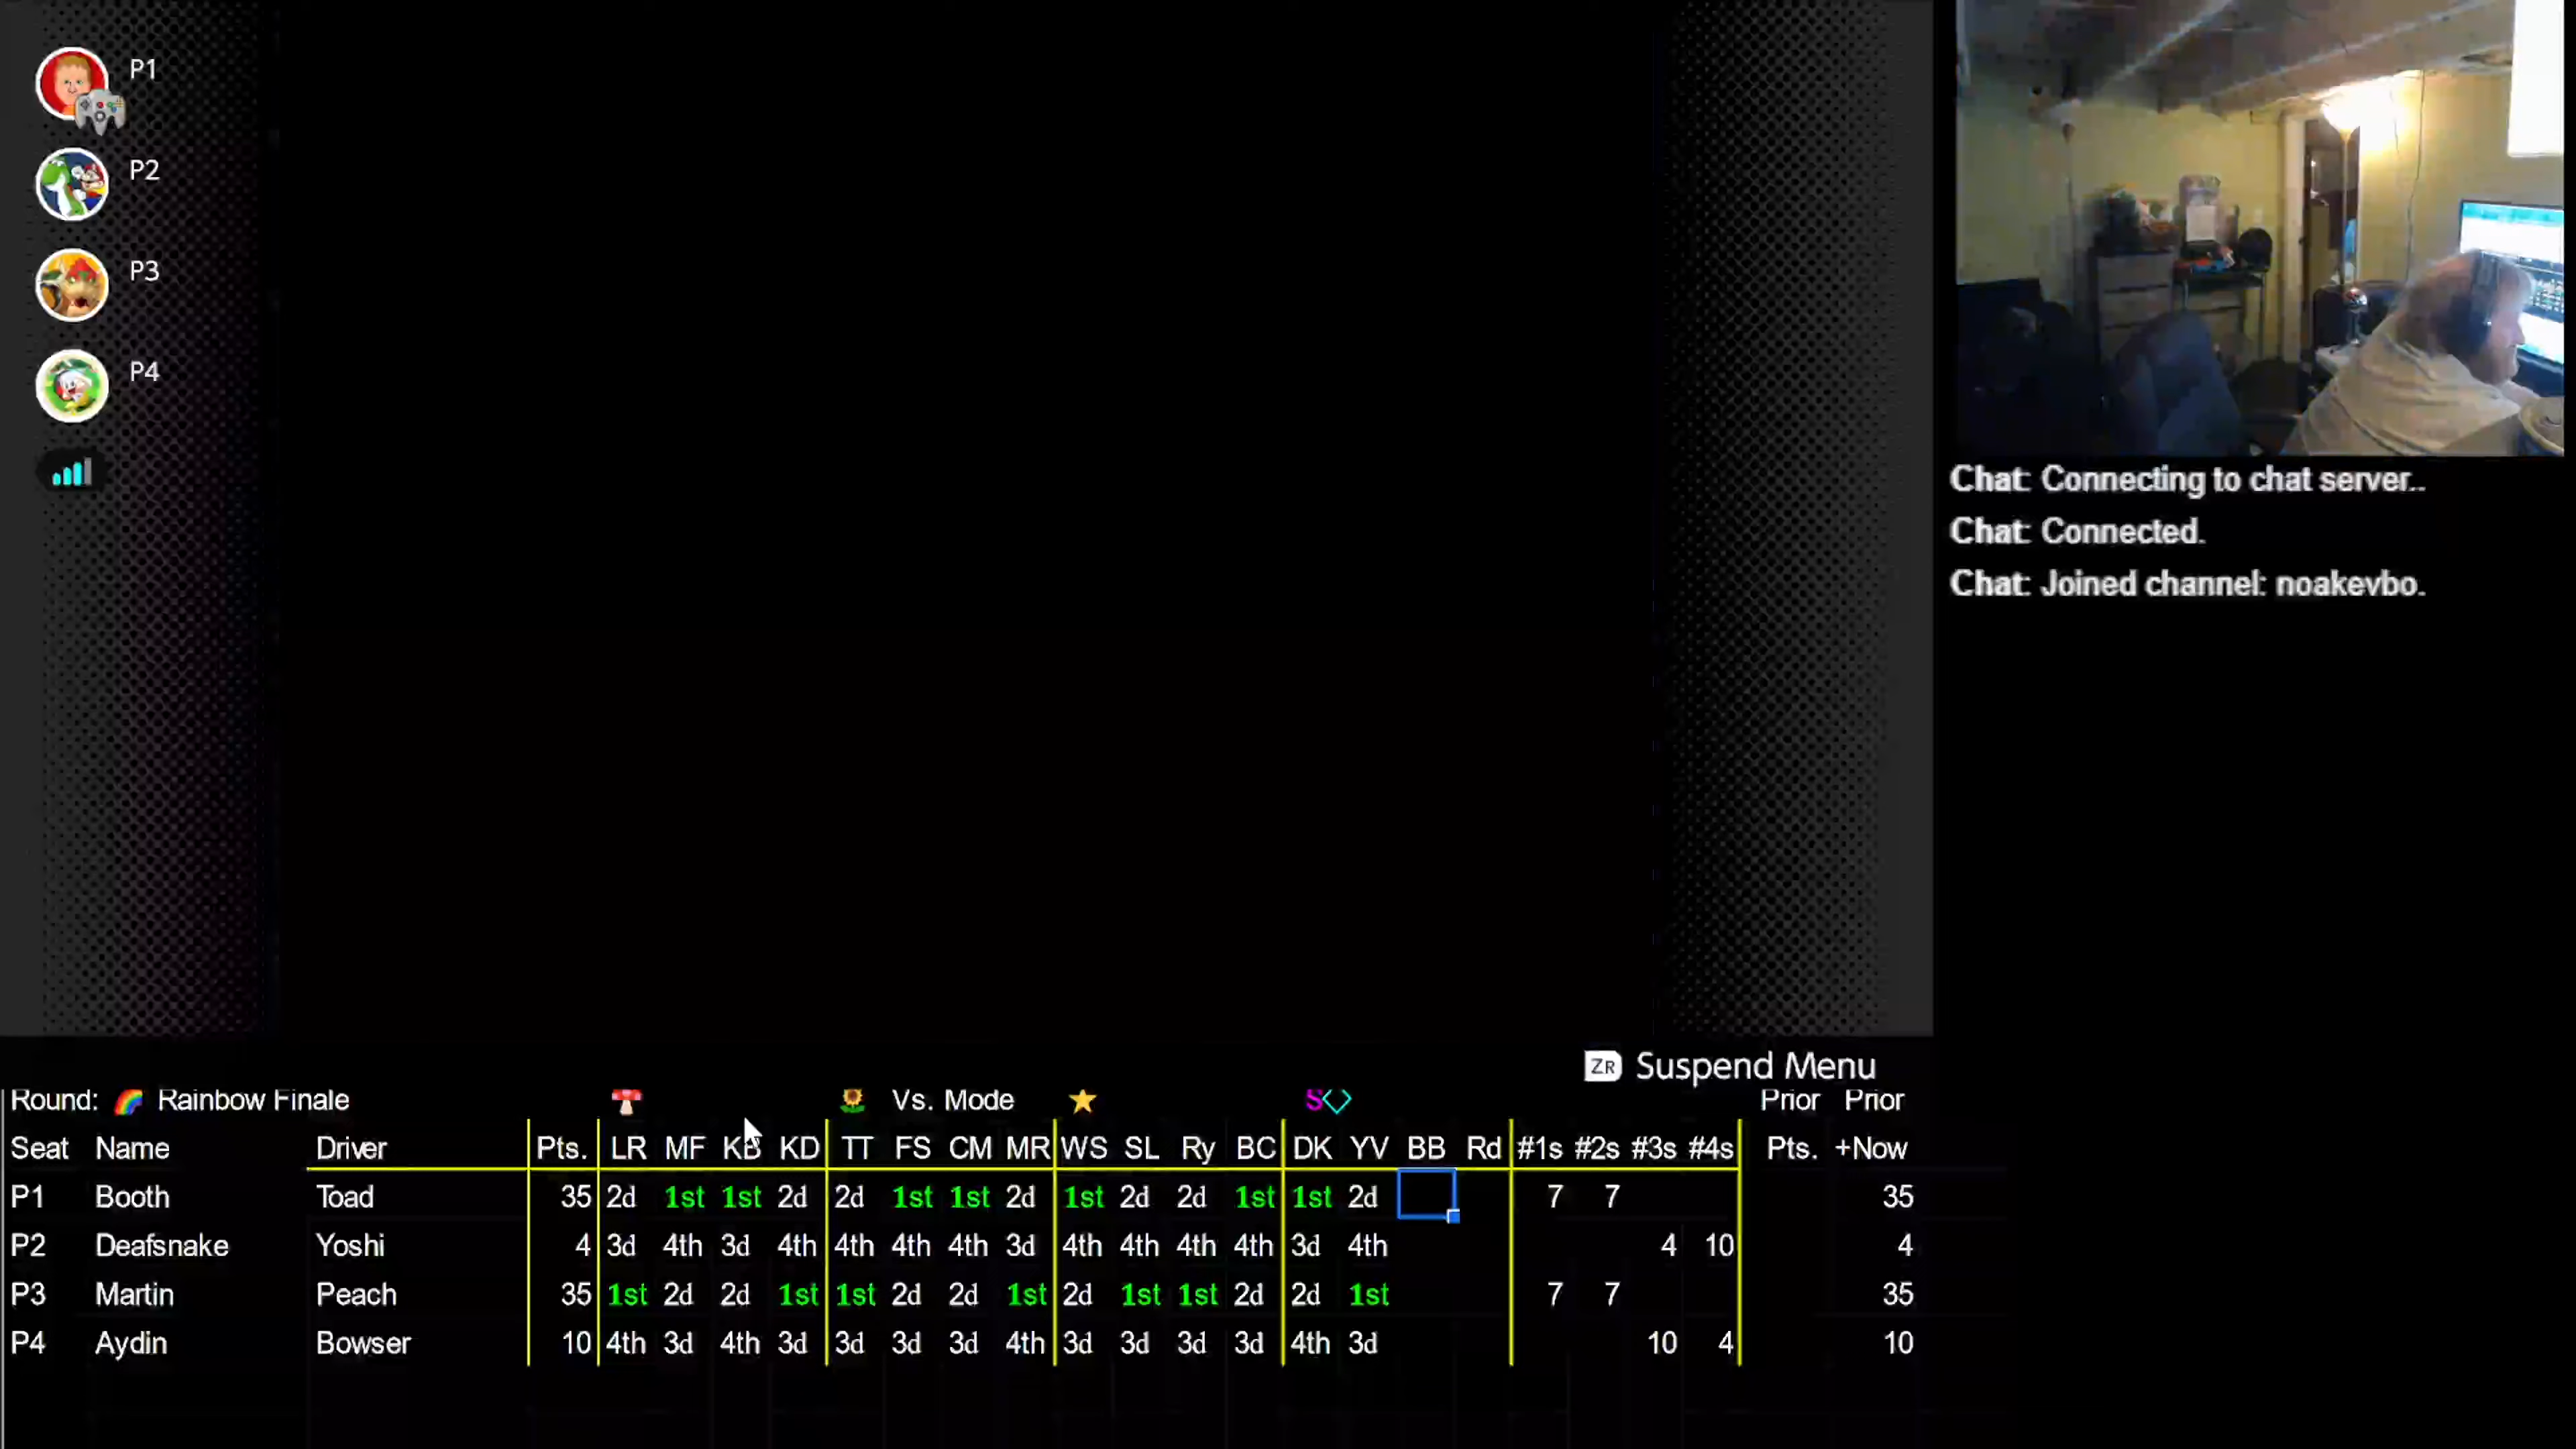 P1
P2
P3
P4
Chat: Connecting to chat server..
Chat: Connected.
Chat: Joined channel: noakevbo.
ZR Suspend Menu
Round: 🌈 Rainbow Finale 🍄 🌻 Vs. Mode ⭐ S◇ Prior Prior
Seat Name Driver Pts. LR MF KB KD TT FS CM MR WS SL Ry BC DK YV BB Rd #1s #2s #3s #4s Pts. +Now
P1 Booth Toad 35 2d 1st 1st 2d 2d 1st 1st 2d 1st 2d 2d 1st 1st 2d 7 7 35
P2 Deafsnake Yoshi 4 3d 4th 3d 4th 4th 4th 4th 3d 4th 4th 4th 4th 3d 4th 4 10 4
P3 Martin Peach 35 1st 2d 2d 1st 1st 2d 2d 1st 2d 1st 1st 2d 2d 1st 7 7 35
P4 Aydin Bowser 10 4th 3d 4th 3d 3d 3d 3d 4th 3d 3d 3d 3d 4th 3d 10 4 10